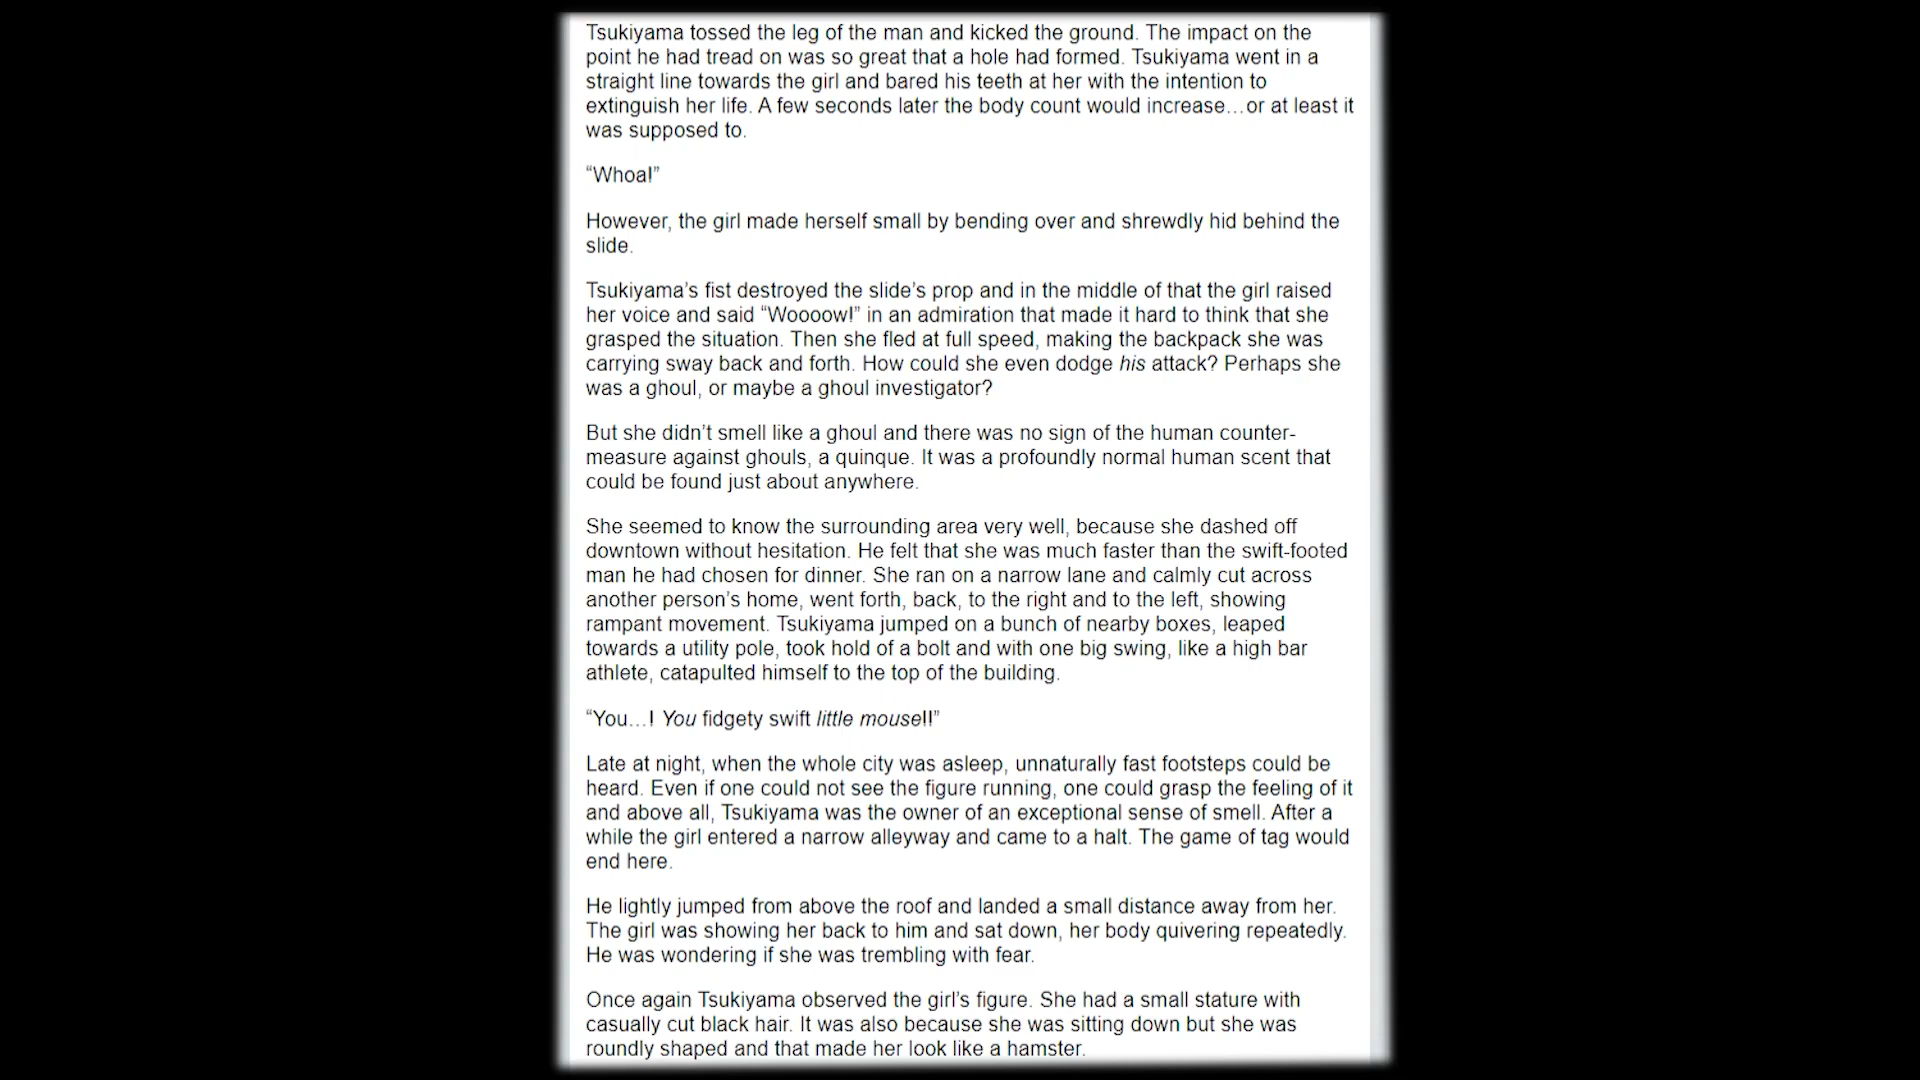 Tsukiyama tossed the leg of the man and kicked the ground. The impact on the
point he had tread on was so great that a hole had formed. Tsukiyama went in a
straight line towards the girl and bared his teeth at her with the intention to
extinguish her life. A few seconds later the body count would increase…or at least it
was supposed to.
“Whoa!”
However, the girl made herself small by bending over and shrewdly hid behind the
slide.
Tsukiyama’s fist destroyed the slide’s prop and in the middle of that the girl raised
her voice and said “Woooow!” in an admiration that made it hard to think that she
grasped the situation. Then she fled at full speed, making the backpack she was
carrying sway back and forth. How could she even dodge his attack? Perhaps she
was a ghoul, or maybe a ghoul investigator?
But she didn’t smell like a ghoul and there was no sign of the human counter-
measure against ghouls, a quinque. It was a profoundly normal human scent that
could be found just about anywhere.
She seemed to know the surrounding area very well, because she dashed off
downtown without hesitation. He felt that she was much faster than the swift-footed
man he had chosen for dinner. She ran on a narrow lane and calmly cut across
another person’s home, went forth, back, to the right and to the left, showing
rampant movement. Tsukiyama jumped on a bunch of nearby boxes, leaped
towards a utility pole, took hold of a bolt and with one big swing, like a high bar
athlete, catapulted himself to the top of the building.
“You…! You fidgety swift little mouse!!”
Late at night, when the whole city was asleep, unnaturally fast footsteps could be
heard. Even if one could not see the figure running, one could grasp the feeling of it
and above all, Tsukiyama was the owner of an exceptional sense of smell. After a
while the girl entered a narrow alleyway and came to a halt. The game of tag would
end here.
He lightly jumped from above the roof and landed a small distance away from her.
The girl was showing her back to him and sat down, her body quivering repeatedly.
He was wondering if she was trembling with fear.
Once again Tsukiyama observed the girl’s figure. She had a small stature with
casually cut black hair. It was also because she was sitting down but she was
roundly shaped and that made her look like a hamster.